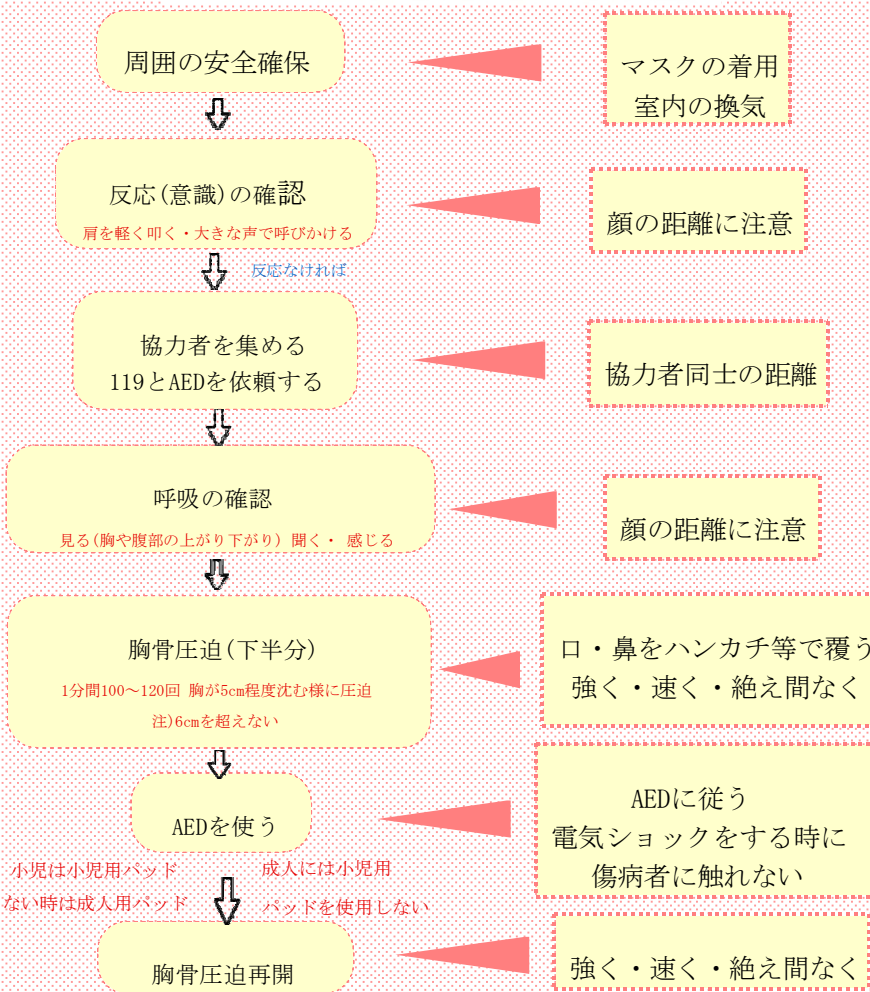 周囲の安全確保
マスクの着用
室内の換気
反応(意識)の確認
肩を軽く叩く・大きな声で呼びかける
顔の距離に注意
反応なければ
協力者を集める
119とAEDを依頼する
協力者同士の距離
呼吸の確認
見る(胸や腹部の上がり下がり) 聞く・ 感じる
顔の距離に注意
胸骨圧迫(下半分)
1分間100～120回 胸が5cm程度沈む様に圧迫
注)6cmを超えない
口・鼻をハンカチ等で覆う
強く・速く・絶え間なく
AEDを使う
AEDに従う
電気ショックをする時に
傷病者に触れない
小児は小児用パッド
ない時は成人用パッド
成人には小児用
パッドを使用しない
胸骨圧迫再開
強く・速く・絶え間なく